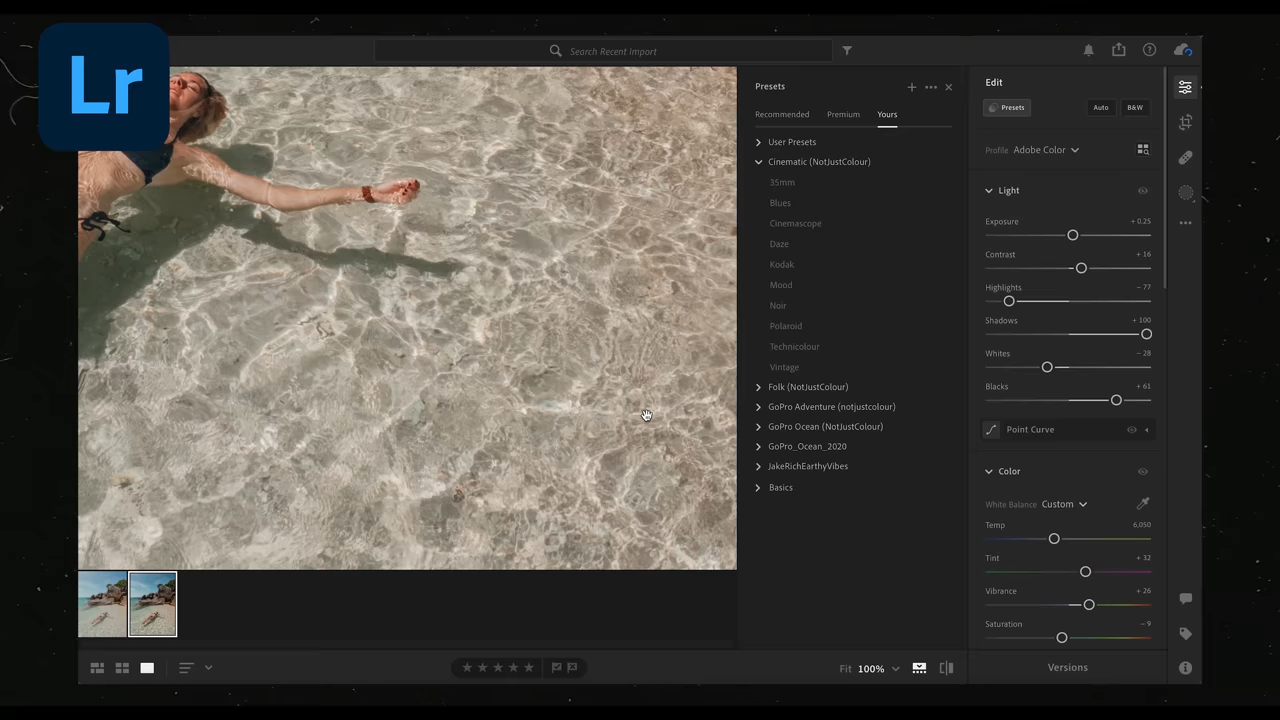 Lr
Search Recent Import
Presets
Recommended Premium Yours
User Presets
Cinematic (NotJustColour)
35mm
Blues
Cinemascope
Daze
Kodak
Mood
Noir
Polaroid
Technicolour
Vintage
Folk (NotJustColour)
GoPro Adventure (notjustcolour)
GoPro Ocean (NotJustColour)
GoPro_Ocean_2020
JakeRichEarthyVibes
Basics
Edit
Presets Auto B&W
Profile Adobe Color
Light
Exposure + 0.25
Contrast + 16
Highlights – 77
Shadows + 100
Whites – 28
Blacks + 61
Point Curve
Color
White Balance Custom
Temp 6,050
Tint + 32
Vibrance + 26
Saturation – 9
Fit 100%
Versions